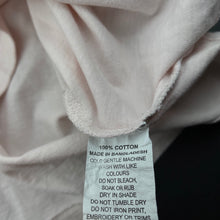 100% COTTON
MADE IN BANGLADESH
COLD GENTLE MACHINE
WASH WITH LIKE
COLOURS
DO NOT BLEACH,
SOAK OR RUB
DRY IN SHADE
DO NOT TUMBLE DRY
DO NOT IRON PRINT,
EMBROIDERY OR TRIMS